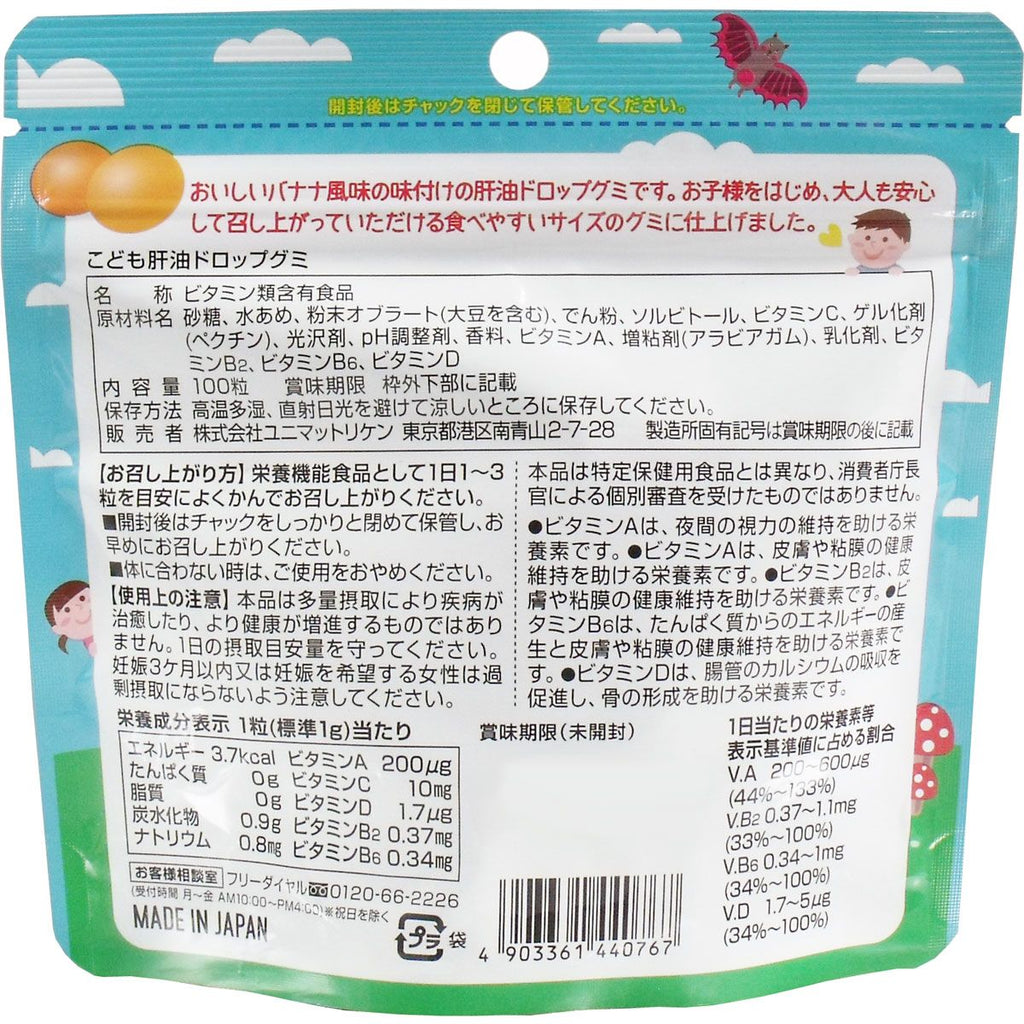 開封後はチャックを閉じて保管してください。
おいしいバナナ風味の味付けの肝油ドロップグミです。お子様をはじめ、大人も安心
して召し上がっていただける食べやすいサイズのグミに仕上げました。
こども肝油ドロップグミ
名称 ビタミン類含有食品
原材料名 砂糖、水あめ、粉末オブラート(大豆を含む)、でん粉、ソルビトール、ビタミンC、ゲル化剤
(ペクチン)、光沢剤、pH調整剤、香料、ビタミンA、増粘剤(アラビアガム)、乳化剤、ビタ
ミンB2、ビタミンB6、ビタミンD
内容量 100粒 賞味期限 枠外下部に記載
保存方法 高温多湿、直射日光を避けて涼しいところに保存してください。
販売者 株式会社ユニマットリケン 東京都港区南青山2-7-28 製造所固有記号は賞味期限の後に記載
【お召し上がり方】栄養機能食品として1日1~3
粒を目安によくかんでお召し上がりください。
■開封後はチャックをしっかりと閉めて保管し、お
早めにお召し上がりください。
■体に合わない時は、ご使用をおやめください。
【使用上の注意】本品は多量摂取により疾病が
治癒したり、より健康が増進するものではあり
ません。1日の摂取目安量を守ってください。
妊娠3ケ月以内又は妊娠を希望する女性は過
剰摂取にならないよう注意してください。
本品は特定保健用食品とは異なり、消費者庁長
官による個別審査を受けたものではありません。
●ビタミンAは、夜間の視力の維持を助ける栄
養素です。●ビタミンAは、皮膚や粘膜の健康
維持を助ける栄養素です。●ビタミンB2は、皮
膚や粘膜の健康維持を助ける栄養素です。●ビ
タミンB6は、たんぱく質からのエネルギーの産
生と皮膚や粘膜の健康維持を助ける栄養素で
す。●ビタミンDは、腸管のカルシウムの吸収を
促進し、骨の形成を助ける栄養素です。
栄養成分表示 1粒(標準1g)当たり
エネルギー 3.7kcal ビタミンA 200μg
たんぱく質 0g ビタミンC 10mg
脂質 0g ビタミンD 1.7μg
炭水化物 0.9g ビタミンB2 0.37mg
ナトリウム 0.8mg ビタミンB6 0.34mg
賞味期限(未開封)
1日当たりの栄養素等
表示基準値に占める割合
V.A 200~600μg
(44%~133%)
V.B2 0.37~1.1mg
(33%~100%)
V.B6 0.34~1mg
(34%~100%)
V.D 1.7~5μg
(34%~100%)
お客様相談室 フリーダイヤル 0120-66-2226
(受付時間 月~金 AM10:00~PM4:00)※祝日を除く
MADE IN JAPAN
プラ 袋
4 903361 440767